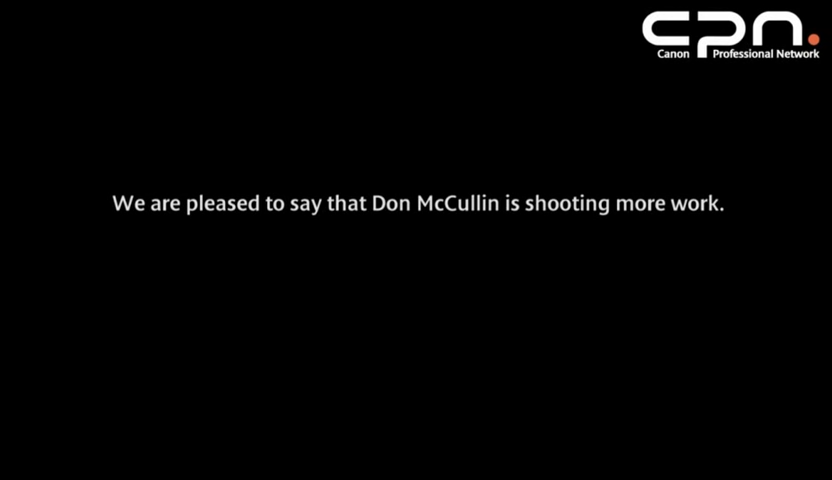 cpn.
Canon Professional Network
We are pleased to say that Don McCullin is shooting more work.